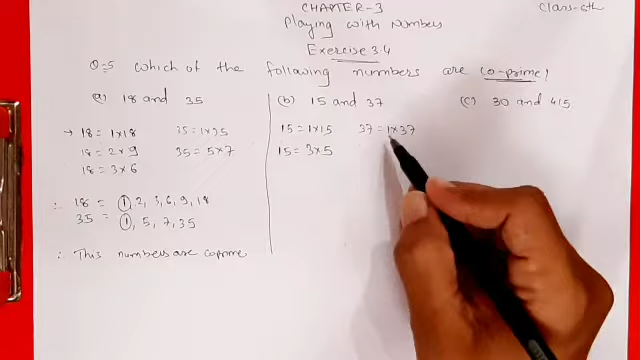 CHAPTER-3
Class-6th
Playing with Numbers
Exercise 3.4
Q:5 Which of the following numbers are co-prime?
(a) 18 and 35
(b) 15 and 37
(c) 30 and 415
→ 18 = 1×18
35 = 1×35
18 = 2×9
35 = 5×7
18 = 3×6
∴ 18 = 1, 2, 3, 6, 9, 18
35 = 1, 5, 7, 35
∴ This numbers are coprime
15 = 1×15
37 = 1×37
15 = 3×5